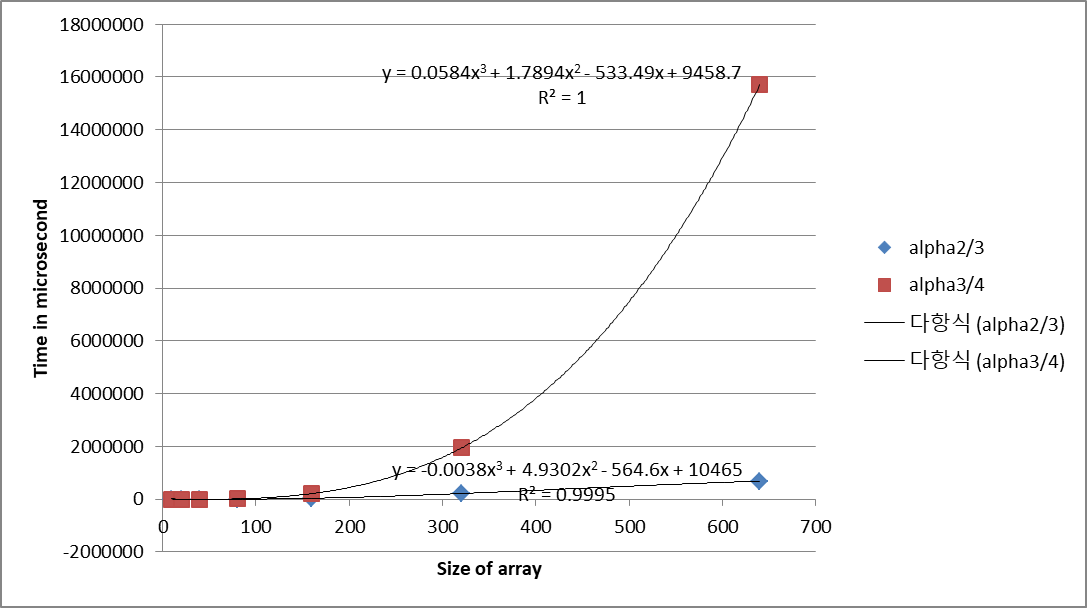 18000000
16000000
14000000
12000000
10000000
8000000
6000000
4000000
2000000
0
-2000000
Time in microsecond
y = 0.0584x³ + 1.7894x² - 533.49x + 9458.7
R² = 1
y = -0.0038x³ + 4.9302x² - 564.6x + 10465
R² = 0.9995
0 100 200 300 400 500 600 700
Size of array
alpha2/3
alpha3/4
다항식 (alpha2/3)
다항식 (alpha3/4)